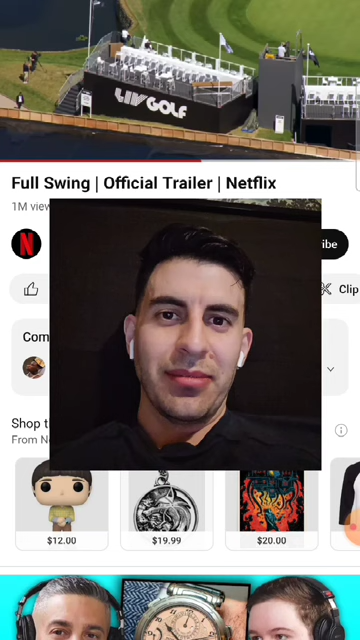 LIV GOLF
Full Swing | Official Trailer | Netflix
1M view
N
ibe
Clip
Com
Shop t
From Ne
$12.00
$19.99
$20.00